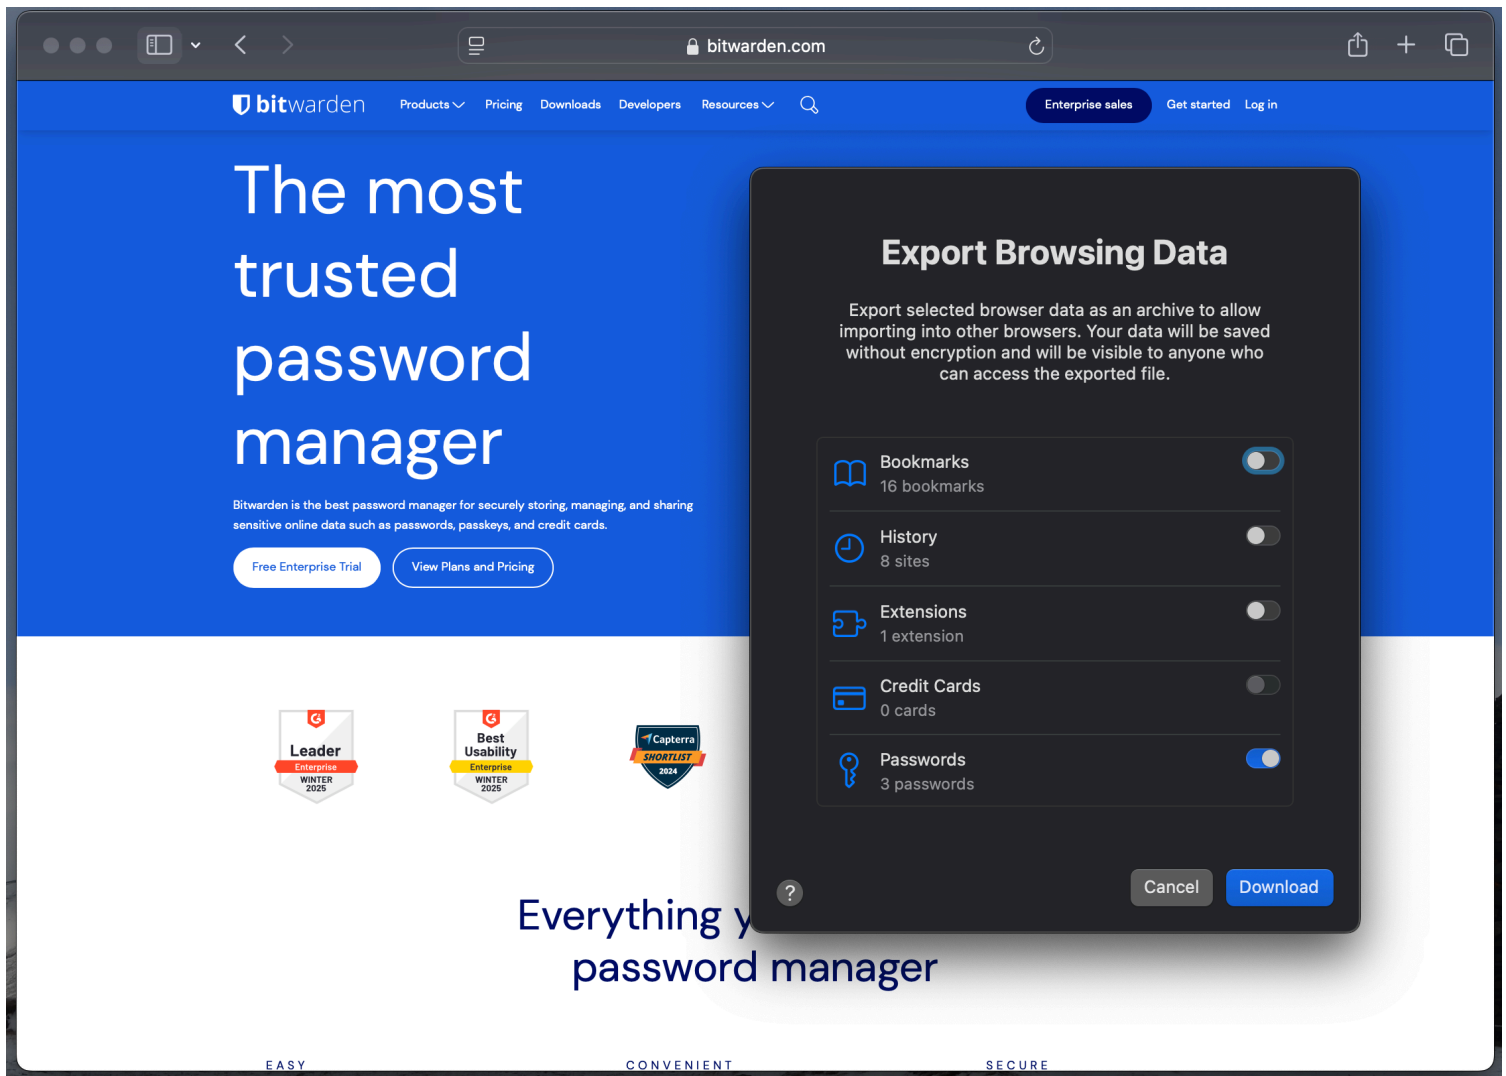 bitwarden.com
bitwarden Products Pricing Downloads Developers Resources Enterprise sales Get started Log in
The most
trusted
password
manager
Bitwarden is the best password manager for securely storing, managing, and sharing
sensitive online data such as passwords, passkeys, and credit cards.
Free Enterprise Trial View Plans and Pricing
Leader
Enterprise
WINTER
2025
Best
Usability
Enterprise
WINTER
2025
Capterra
SHORTLIST
2024
Everything y
password manager
EASY CONVENIENT SECURE
Export Browsing Data
Export selected browser data as an archive to allow
importing into other browsers. Your data will be saved
without encryption and will be visible to anyone who
can access the exported file.
Bookmarks
16 bookmarks
History
8 sites
Extensions
1 extension
Credit Cards
0 cards
Passwords
3 passwords
? Cancel Download